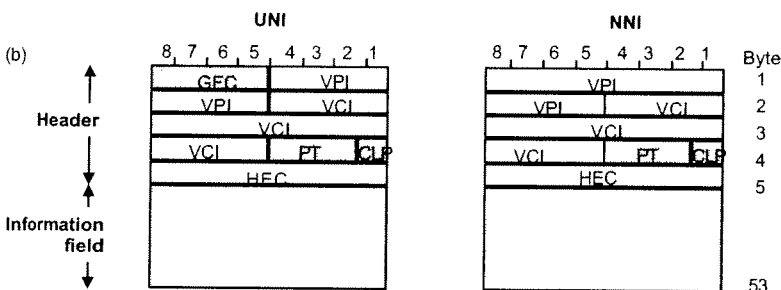 UNI NNI
(b) 8 7 6 5 4 3 2 1 8 7 6 5 4 3 2 1 Byte
GFC VPI VPI 1
VPI VCI VPI VCI 2
Header VCI VCI 3
VCI PT CLP VCI PT CLP 4
HEC HEC 5
Information
field
53